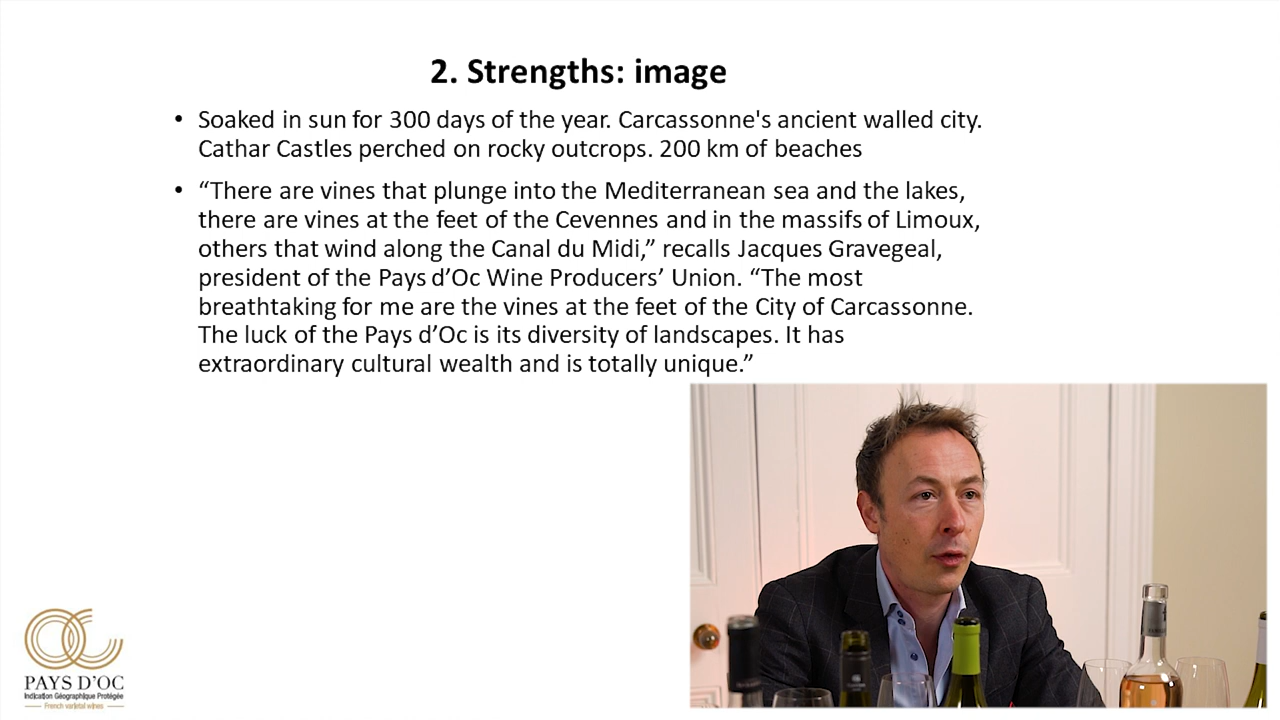 2. Strengths: image
• Soaked in sun for 300 days of the year. Carcassonne's ancient walled city.
Cathar Castles perched on rocky outcrops. 200 km of beaches
• “There are vines that plunge into the Mediterranean sea and the lakes,
there are vines at the feet of the Cevennes and in the massifs of Limoux,
others that wind along the Canal du Midi,” recalls Jacques Gravegeal,
president of the Pays d’Oc Wine Producers’ Union. “The most
breathtaking for me are the vines at the feet of the City of Carcassonne.
The luck of the Pays d’Oc is its diversity of landscapes. It has
extraordinary cultural wealth and is totally unique.”
OC
PAYS D'OC
Indication Géographique Protégée
French varietal wines